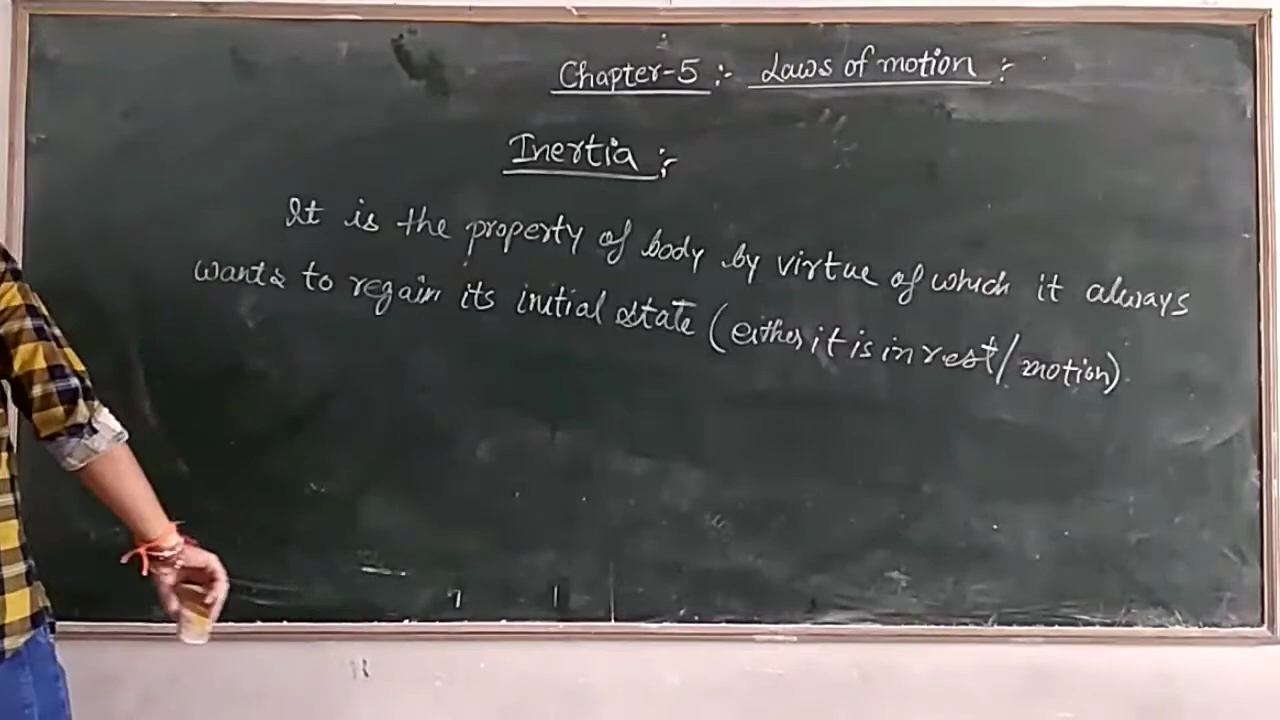 Chapter-5 :- Laws of motion :-
Inertia :-
It is the property of body by virtue of which it always
wants to regain its initial state (either it is in rest/motion).